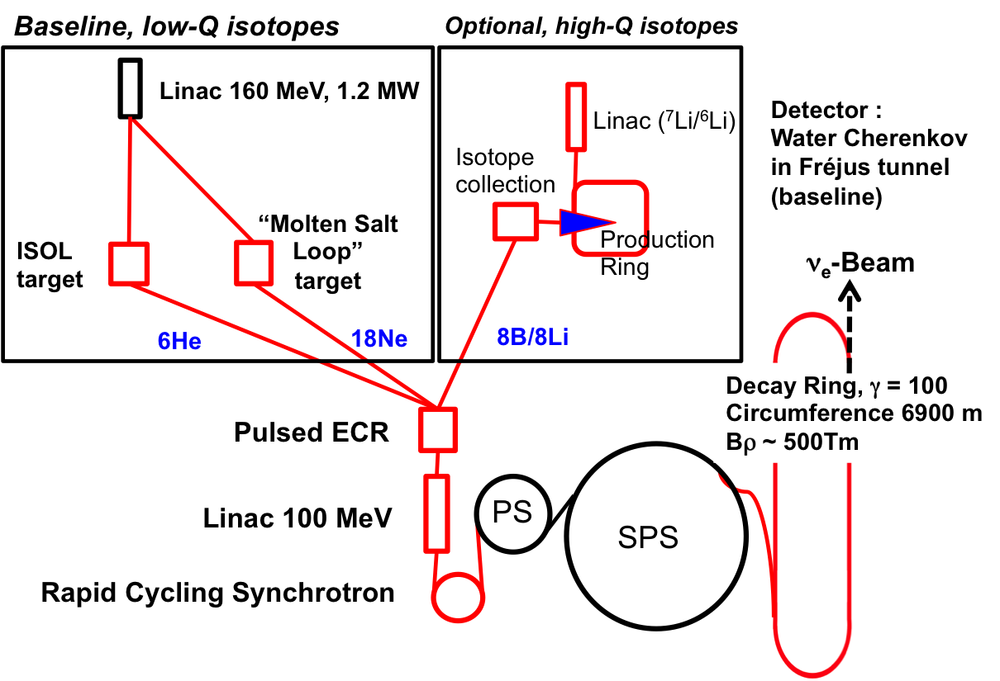 Baseline, low-Q isotopes
Optional, high-Q isotopes
Linac 160 MeV, 1.2 MW
ISOL
target
“Molten Salt
Loop”
target
6He
18Ne
Linac (⁷Li/⁶Li)
Isotope
collection
Production
Ring
8B/8Li
Detector :
Water Cherenkov
in Fréjus tunnel
(baseline)
νe-Beam
Decay Ring, γ = 100
Circumference 6900 m
Bρ ~ 500Tm
Pulsed ECR
Linac 100 MeV
PS
SPS
Rapid Cycling Synchrotron